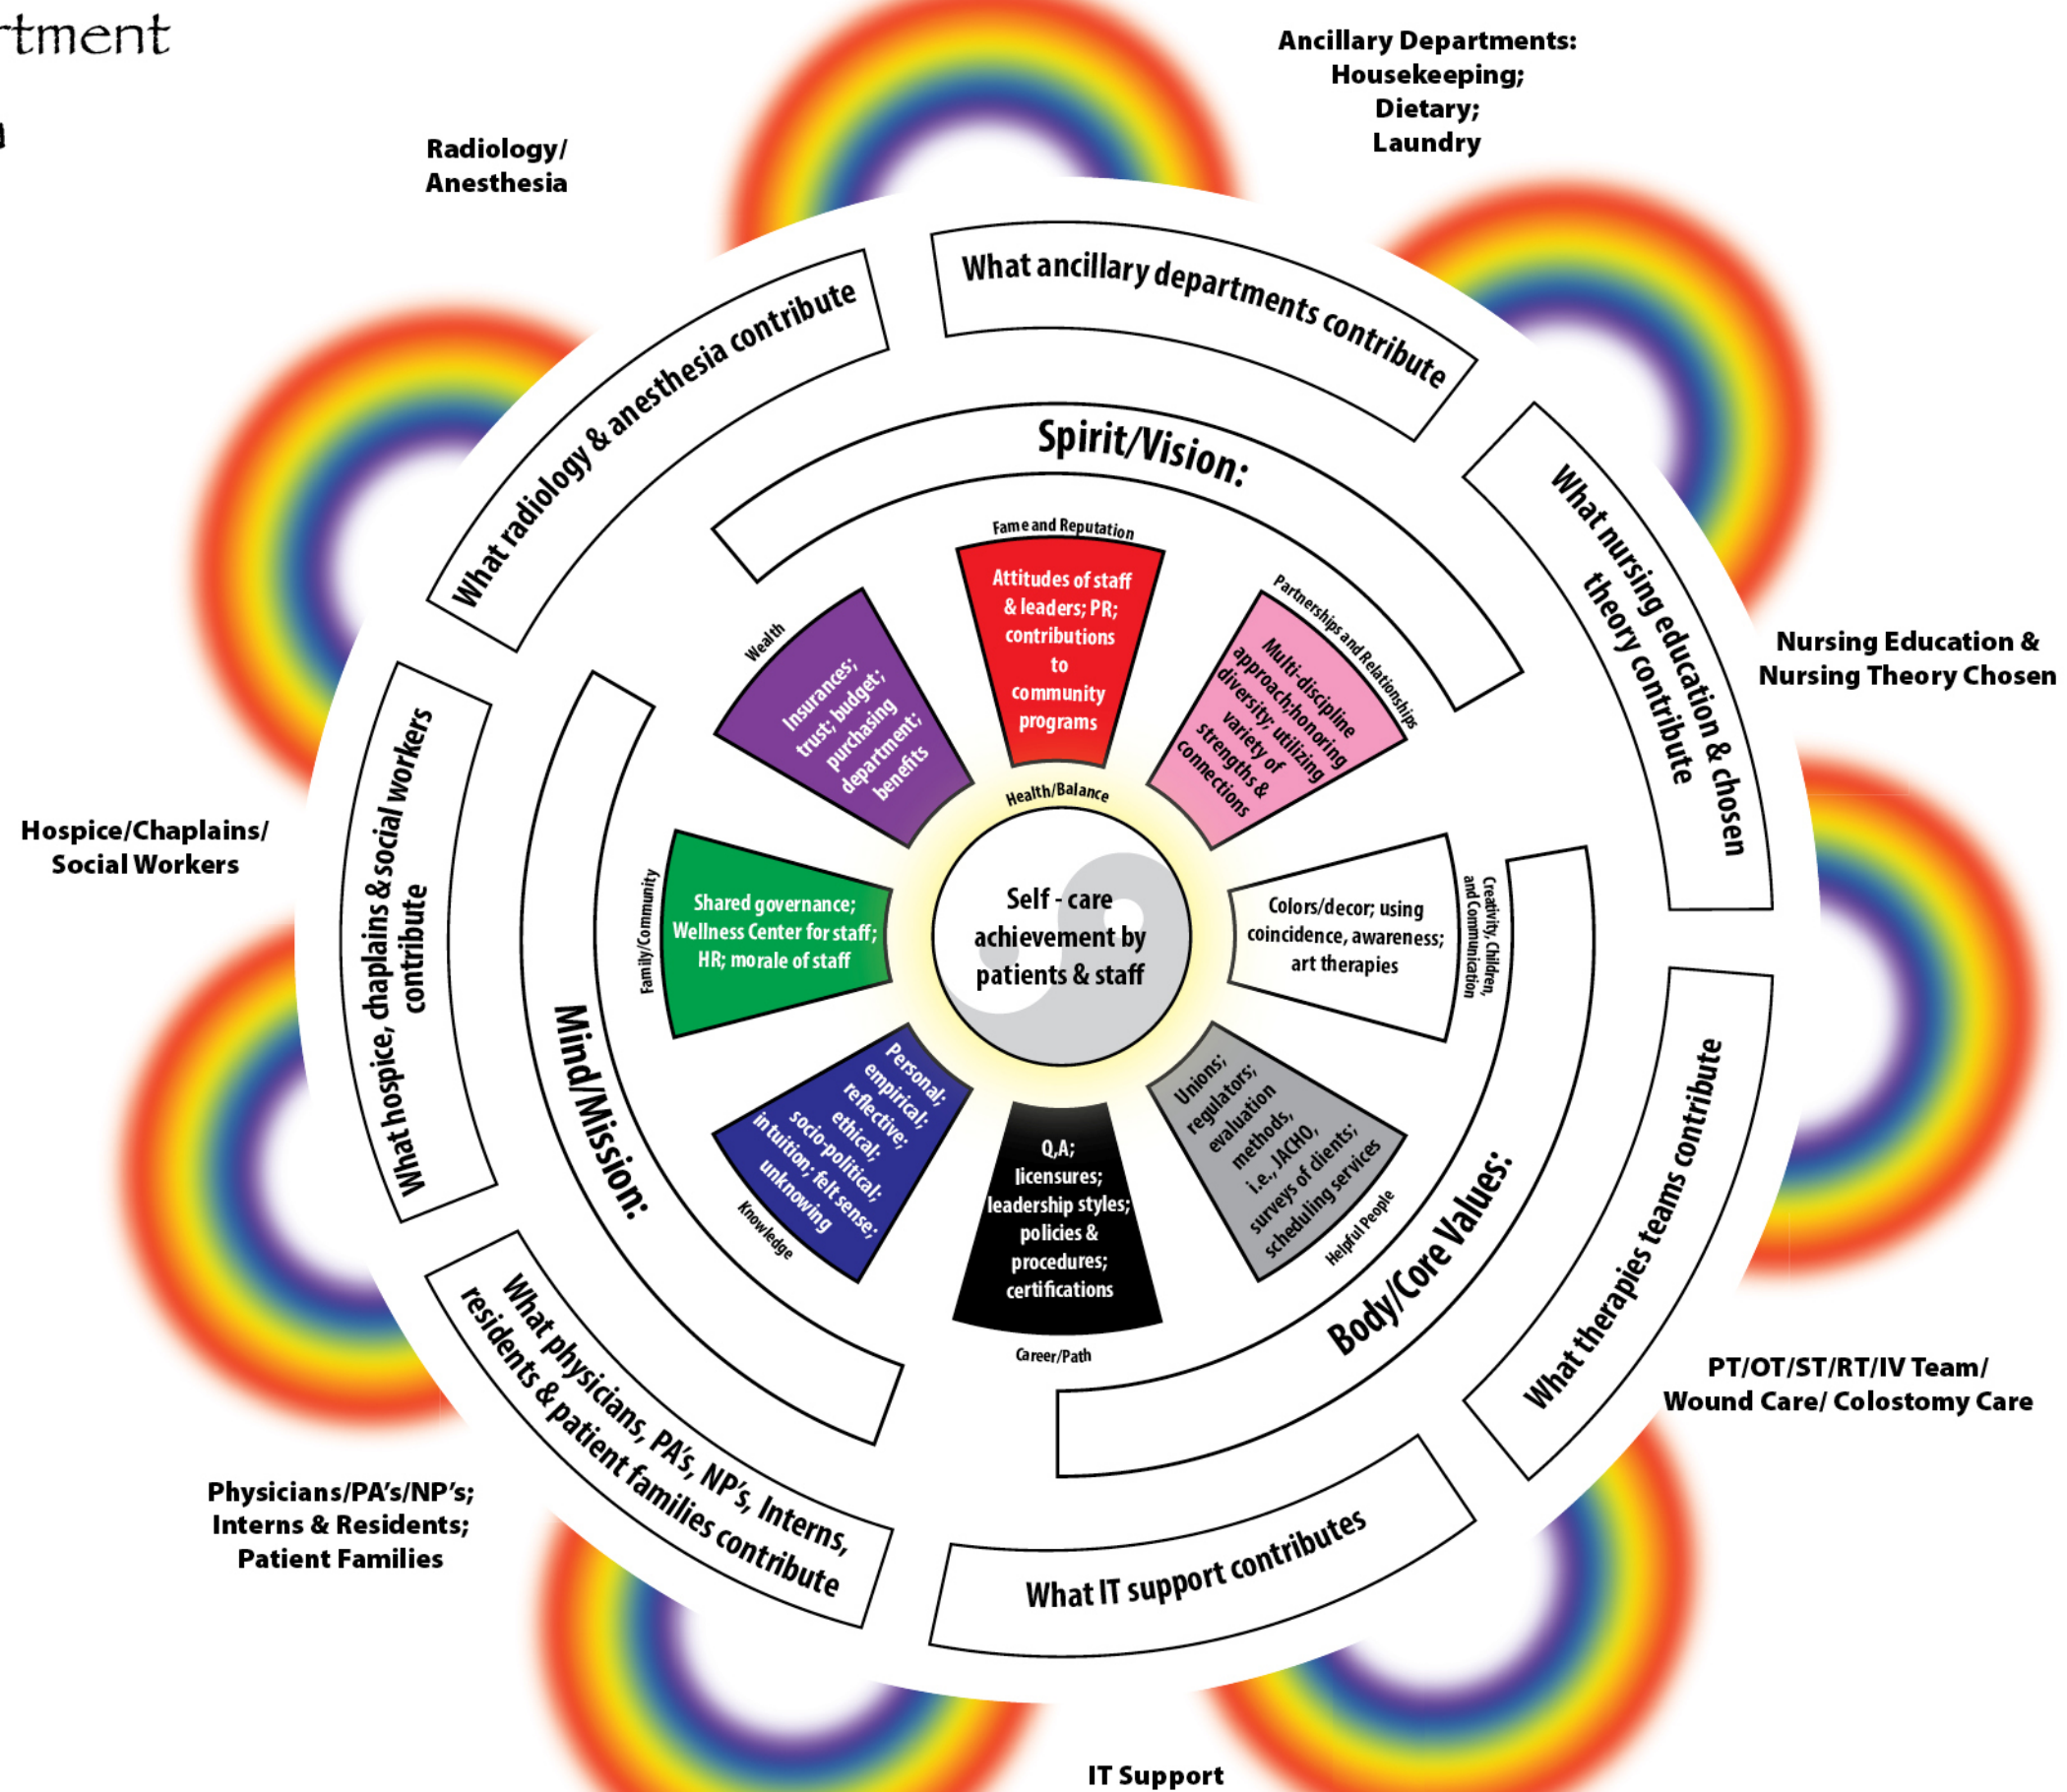 rtment
Radiology/
Anesthesia
Ancillary Departments:
Housekeeping;
Dietary;
Laundry
What radiology & anesthesia contribute
What ancillary departments contribute
What nursing education & chosen
theory contribute
Nursing Education &
Nursing Theory Chosen
Hospice/Chaplains/
Social Workers
What hospice, chaplains & social workers
contribute
What therapies teams contribute
PT/OT/ST/RT/IV Team/
Wound Care/ Colostomy Care
What physicians, PA's, NP's, Interns,
residents & patient families contribute
Physicians/PA's/NP's;
Interns & Residents;
Patient Families
What IT support contributes
IT Support
Spirit/Vision:
Mind/Mission:
Body/Core Values:
Fame and Reputation
Attitudes of staff
& leaders; PR;
contributions
to
community
programs
Partnerships and Relationships
Multi-discipline
approach;honoring
diversity; utilizing
variety of
strengths &
connections
Wealth
Insurances;
trust; budget;
purchasing
department;
benefits
Health/Balance
Self - care
achievement by
patients & staff
Family/Community
Shared governance;
Wellness Center for staff;
HR; morale of staff
Creativity, Children,
and Communication
Colors/decor; using
coincidence, awareness;
art therapies
Knowledge
Personal;
empirical;
reflective;
ethical;
socio-political;
intuition; felt sense;
unknowing
Q,A;
licensures;
leadership styles;
policies &
procedures;
certifications
Career/Path
Unions;
regulators;
evaluation
methods,
i.e., JACHO,
surveys of clients;
scheduling services
Helpful People